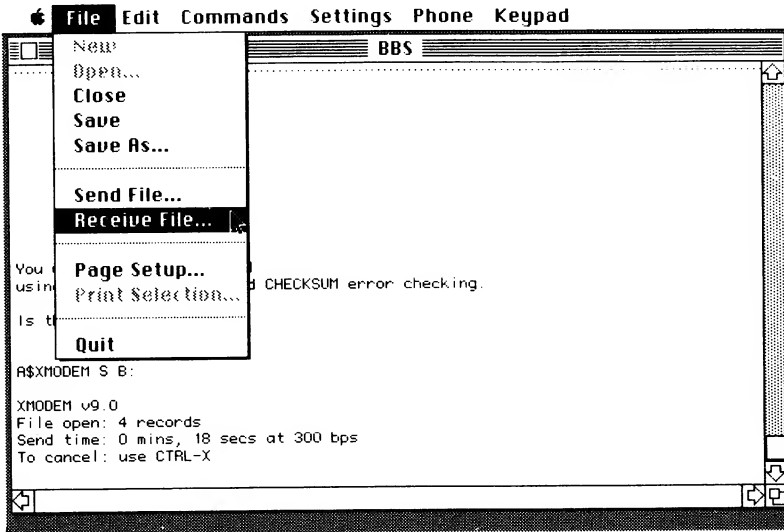 File Edit Commands Settings Phone Keypad
BBS
New
Open...
Close
Save
Save As...
Send File...
Receive File...
Page Setup...
Print Selection...
Quit
You
usin CHECKSUM error checking.
Is t
A$XMODEM S B:
XMODEM v9.0
File open: 4 records
Send time: 0 mins, 18 secs at 300 bps
To cancel: use CTRL-X